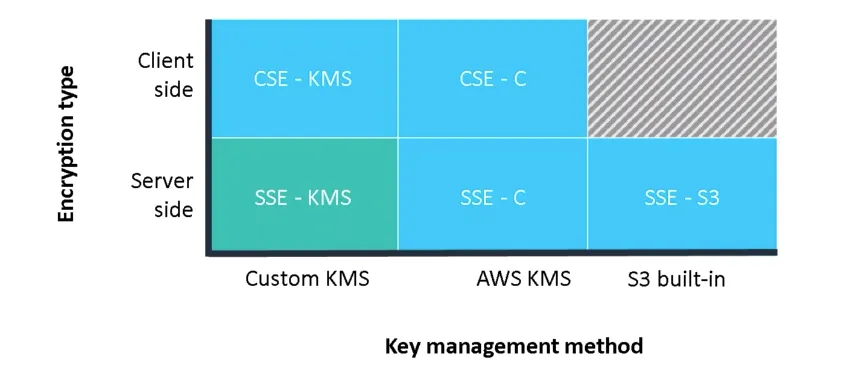 Encryption type
Client
side
CSE - KMS
CSE - C
Server
side
SSE - KMS
SSE - C
SSE - S3
Custom KMS
AWS KMS
S3 built-in
Key management method